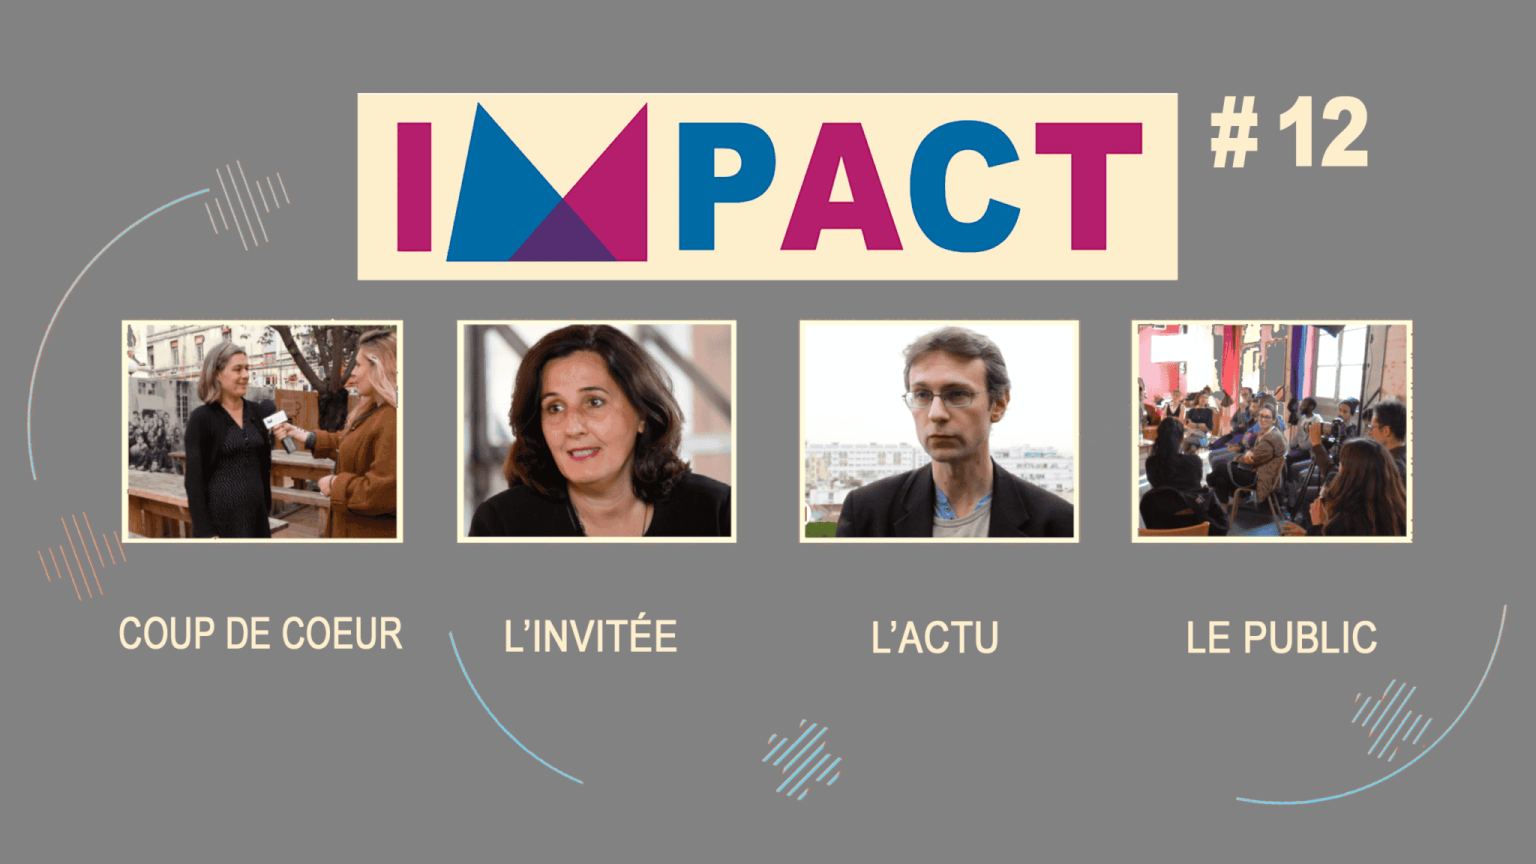 IMPACT
# 12
COUP DE COEUR
L’INVITÉE
L’ACTU
LE PUBLIC